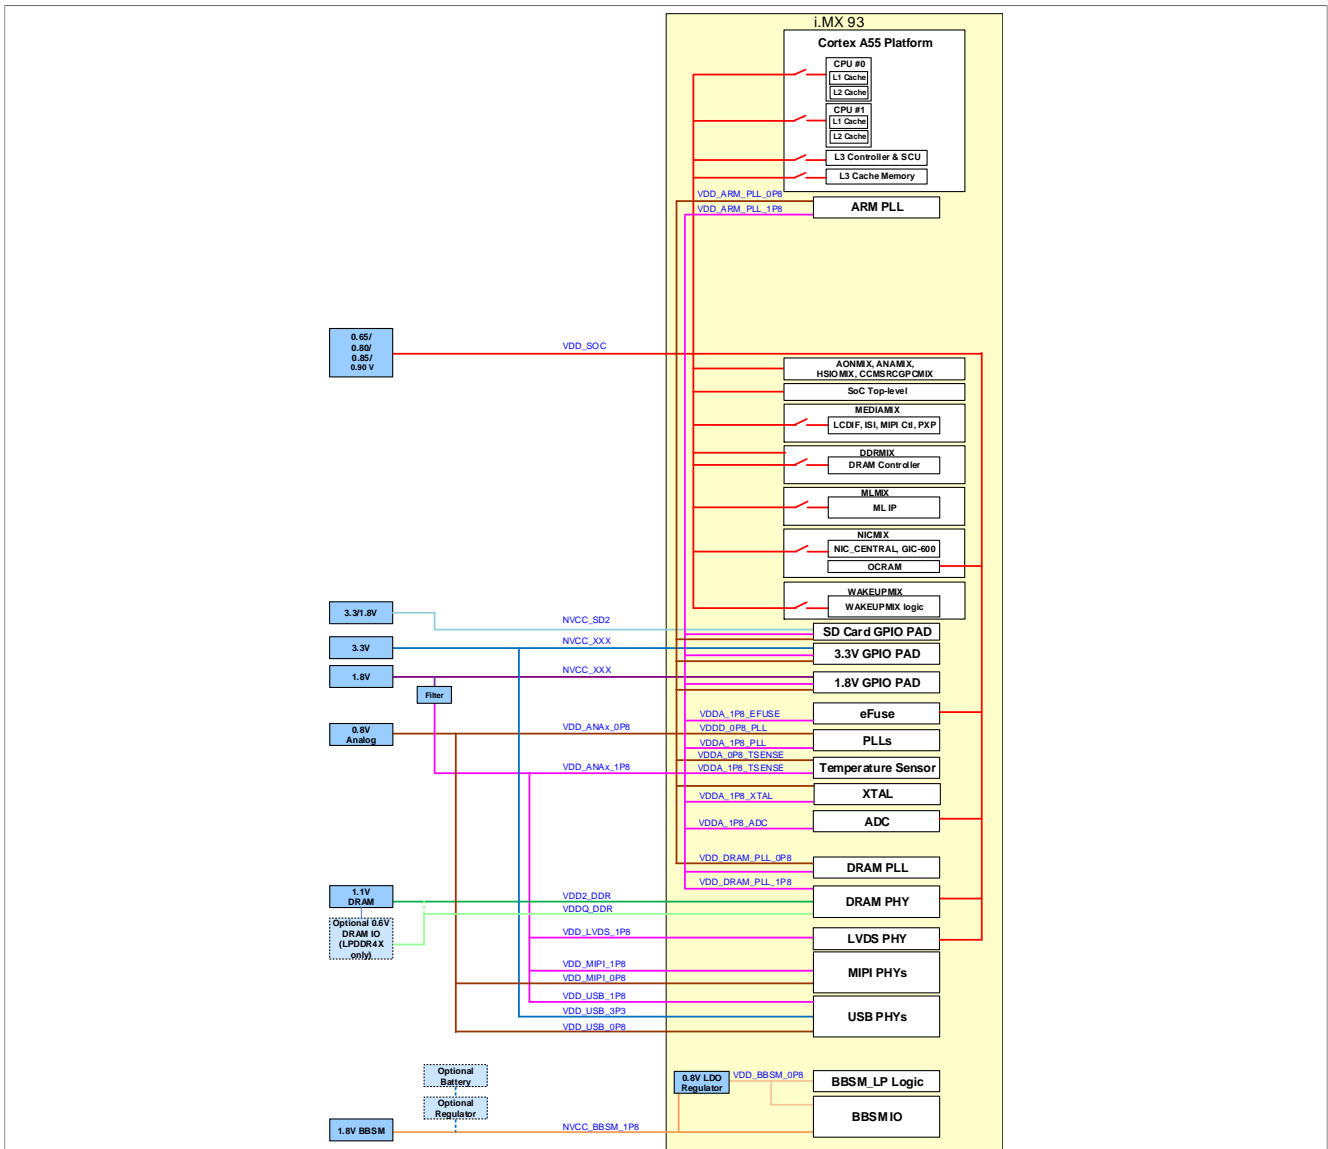 i.MX 93
Cortex A55 Platform
CPU #0
L1 Cache
L2 Cache
CPU #1
L1 Cache
L2 Cache
L3 Controller & SCU
L3 Cache Memory
VDD_ARM_PLL_0P8
VDD_ARM_PLL_1P8
ARM PLL
0.65/
0.80/
0.85/
0.90 V
VDD_SOC
AONMIX, ANAMIX,
HSIOMIX, CCMSRCGPCMIX
SoC Top-level
MEDIAMIX
LCDIF, ISI, MIPI Ctl, PXP
DDRMIX
DRAM Controller
MLMIX
ML IP
NICMIX
NIC_CENTRAL, GIC-600
OCRAM
WAKEUPMIX
WAKEUPMIX logic
3.3/1.8V
NVCC_SD2
SD Card GPIO PAD
3.3V
NVCC_XXX
3.3V GPIO PAD
1.8V
NVCC_XXX
1.8V GPIO PAD
Filter
VDDA_1P8_EFUSE
eFuse
0.8V
Analog
VDD_ANAx_0P8
VDDD_0P8_PLL
VDDA_1P8_PLL
PLLs
VDDA_0P8_TSENSE
VDD_ANAx_1P8
VDDA_1P8_TSENSE
Temperature Sensor
VDDA_1P8_XTAL
XTAL
VDDA_1P8_ADC
ADC
VDD_DRAM_PLL_0P8
DRAM PLL
VDD_DRAM_PLL_1P8
1.1V
DRAM
VDD2_DDR
VDDQ_DDR
DRAM PHY
Optional 0.6V
DRAM IO
(LPDDR4X
only)
VDD_LVDS_1P8
LVDS PHY
VDD_MIPI_1P8
VDD_MIPI_0P8
MIPI PHYs
VDD_USB_1P8
VDD_USB_3P3
VDD_USB_0P8
USB PHYs
Optional
Battery
Optional
Regulator
0.8V LDO
Regulator
VDD_BBSM_0P8
BBSM_LP Logic
BBSM IO
1.8V BBSM
NVCC_BBSM_1P8